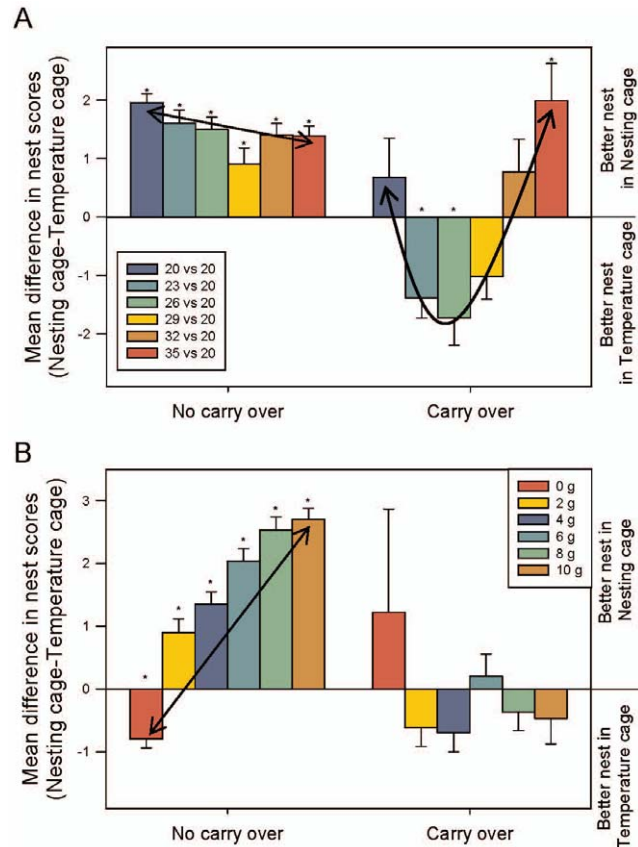 A
Mean difference in nest scores
(Nesting cage-Temperature cage)
2
1
0
-1
-2
* * * * * *
* * *
20 vs 20
23 vs 20
26 vs 20
29 vs 20
32 vs 20
35 vs 20
No carry over
Carry over
Better nest
in Nesting cage
Better nest
in Temperature cage
B
Mean difference in nest scores
(Nesting cage-Temperature cage)
3
2
1
0
-1
* * * * * *
0 g
2 g
4 g
6 g
8 g
10 g
No carry over
Carry over
Better nest in
Nesting cage
Better nest in
Temperature cage